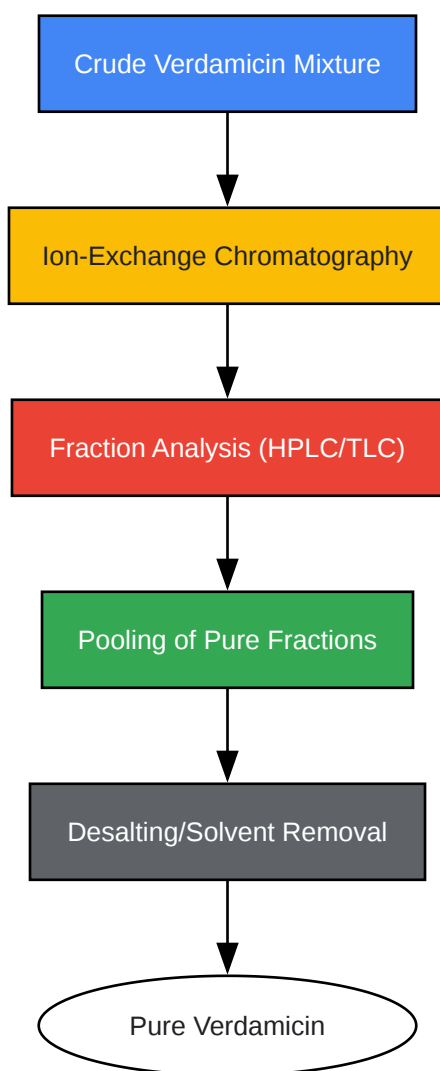 Crude Verdamicin Mixture
Ion-Exchange Chromatography
Fraction Analysis (HPLC/TLC)
Pooling of Pure Fractions
Desalting/Solvent Removal
Pure Verdamicin